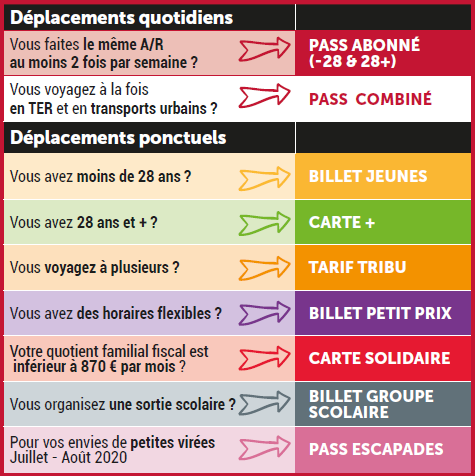 Déplacements quotidiens
Vous faites le même A/R
au moins 2 fois par semaine ?
PASS ABONNÉ
(-28 & 28+)
Vous voyagez à la fois
en TER et en transports urbains ?
PASS COMBINÉ
Déplacements ponctuels
Vous avez moins de 28 ans ?
BILLET JEUNES
Vous avez 28 ans et + ?
CARTE +
Vous voyagez à plusieurs ?
TARIF TRIBU
Vous avez des horaires flexibles ?
BILLET PETIT PRIX
Votre quotient familial fiscal est
inférieur à 870 € par mois ?
CARTE SOLIDAIRE
Vous organisez une sortie scolaire ?
BILLET GROUPE
SCOLAIRE
Pour vos envies de petites virées
Juillet - Août 2020
PASS ESCAPADES